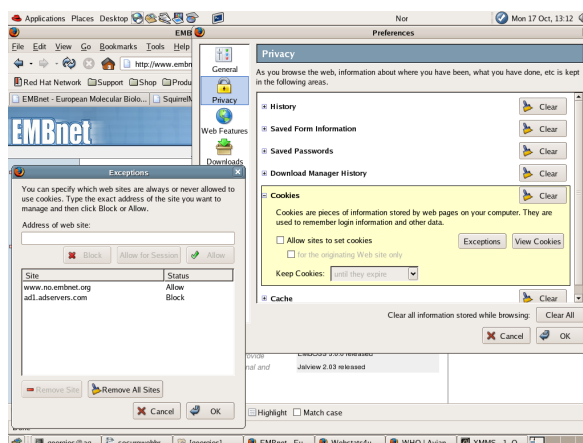 Applications Places Desktop Nor Mon 17 Oct, 13:12
EMB Preferences
File Edit View Go Bookmarks Tools Help
http://www.embn
Red Hat Network Support Shop Produ
EMBnet - European Molecular Biolo... SquirrelM
EMBnet
General
Privacy
Web Features
Downloads
Privacy
As you browse the web, information about where you have been, what you have done, etc is kept
in the following areas.
History Clear
Saved Form Information Clear
Saved Passwords Clear
Download Manager History Clear
Cookies Clear
Cookies are pieces of information stored by web pages on your computer. They are
used to remember login information and other data.
Allow sites to set cookies Exceptions View Cookies
for the originating Web site only
Keep Cookies: until they expire
Cache Clear
Clear all information stored while browsing: Clear All
Cancel OK
Exceptions
You can specify which web sites are always or never allowed to
use cookies. Type the exact address of the site you want to
manage and then click Block or Allow.
Address of web site:
Block Allow for Session Allow
Site Status
www.no.embnet.org Allow
ad1.adservers.com Block
Remove Site Remove All Sites
Cancel OK
rovide
nal and Jalview 2.03 released
Highlight Match case
EMBnet - Eu Webstats4u WHO | Avian XMMS - 1. O